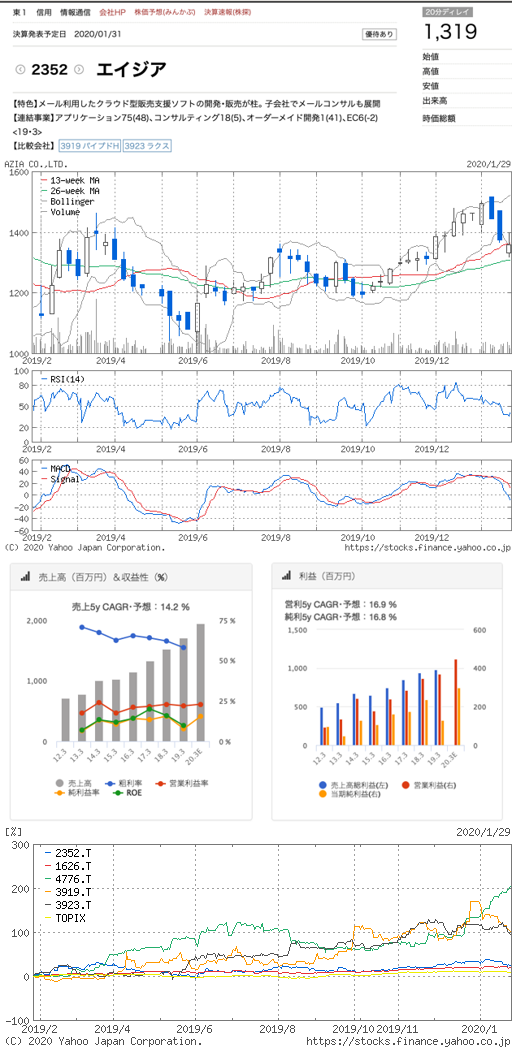 東1 信用 情報通信 会社HP 株価予想(みんかぶ) 決算速報(株探)
20分ディレイ
決算発表予定日 2020/01/31
優待あり
1,319
2352 エイジア
始値
高値
安値
出来高
時価総額
【特色】メール利用したクラウド型販売支援ソフトの開発・販売が柱。子会社でメールコンサルも展開
【連結事業】アプリケーション75(48)、コンサルティング18(5)、オーダーメイド開発1(41)、EC6(-2)
<19・3>
【比較会社】 3919 パイプドH 3923 ラクス
AZIA CO.,LTD. 2020/1/29
1600
13-week MA
26-week MA
Bollinger
Volume
1400
1200
1000
2019/2 2019/4 2019/6 2019/8 2019/10 2019/12
100
RSI(14)
80
60
40
20
0
2019/2 2019/4 2019/6 2019/8 2019/10 2019/12
60
MACD
Signal
40
20
0
-20
-40
-60
2019/2 2019/4 2019/6 2019/8 2019/10 2019/12
(C) 2020 Yahoo Japan Corporation. https://stocks.finance.yahoo.co.jp
売上高（百万円）＆収益性（%）
売上5y CAGR・予想：14.2 %
2,000 75 %
50 %
1,000
25 %
0 0 %
12.3 13.3 14.3 15.3 16.3 17.3 18.3 19.3 20.3E
売上高 粗利率 営業利益率
純利益率 ROE
利益（百万円）
営利5y CAGR・予想：16.9 %
純利5y CAGR・予想：16.8 %
1,500 600
1,000 400
500 200
0 0
12.3 13.3 14.3 15.3 16.3 17.3 18.3 19.3 20.3E
売上高総利益(左) 営業利益(右)
当期純利益(右)
[%] 2020/1/29
300
2352.T
1626.T
4776.T
3919.T
3923.T
TOPIX
200
100
0
-100
2019/2 2019/4 2019/6 2019/8 2019/10 2019/11 2020/1
(C) 2020 Yahoo Japan Corporation. https://stocks.finance.yahoo.co.jp